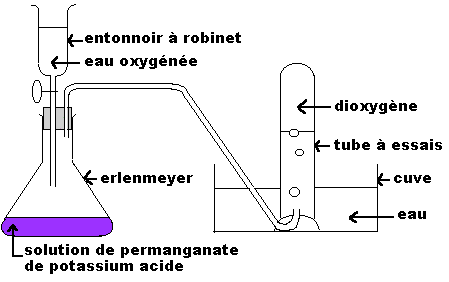 entonnoir à robinet
eau oxygénée
dioxygène
tube à essais
erlenmeyer
cuve
eau
solution de permanganate
de potassium acide